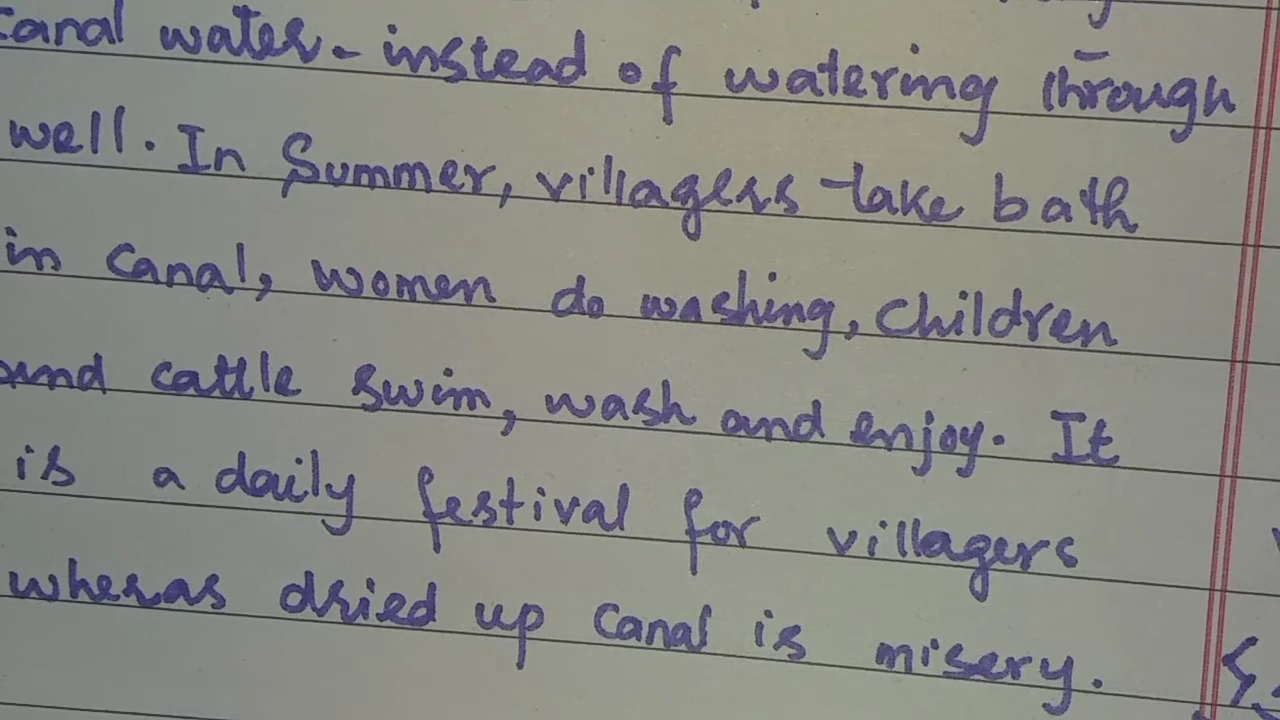 canal water - instead of watering through
well. In Summer, villagers take bath
in canal, women do washing, children
and cattle swim, wash and enjoy. It
is a daily festival for villagers
wheras dried up canal is misery.